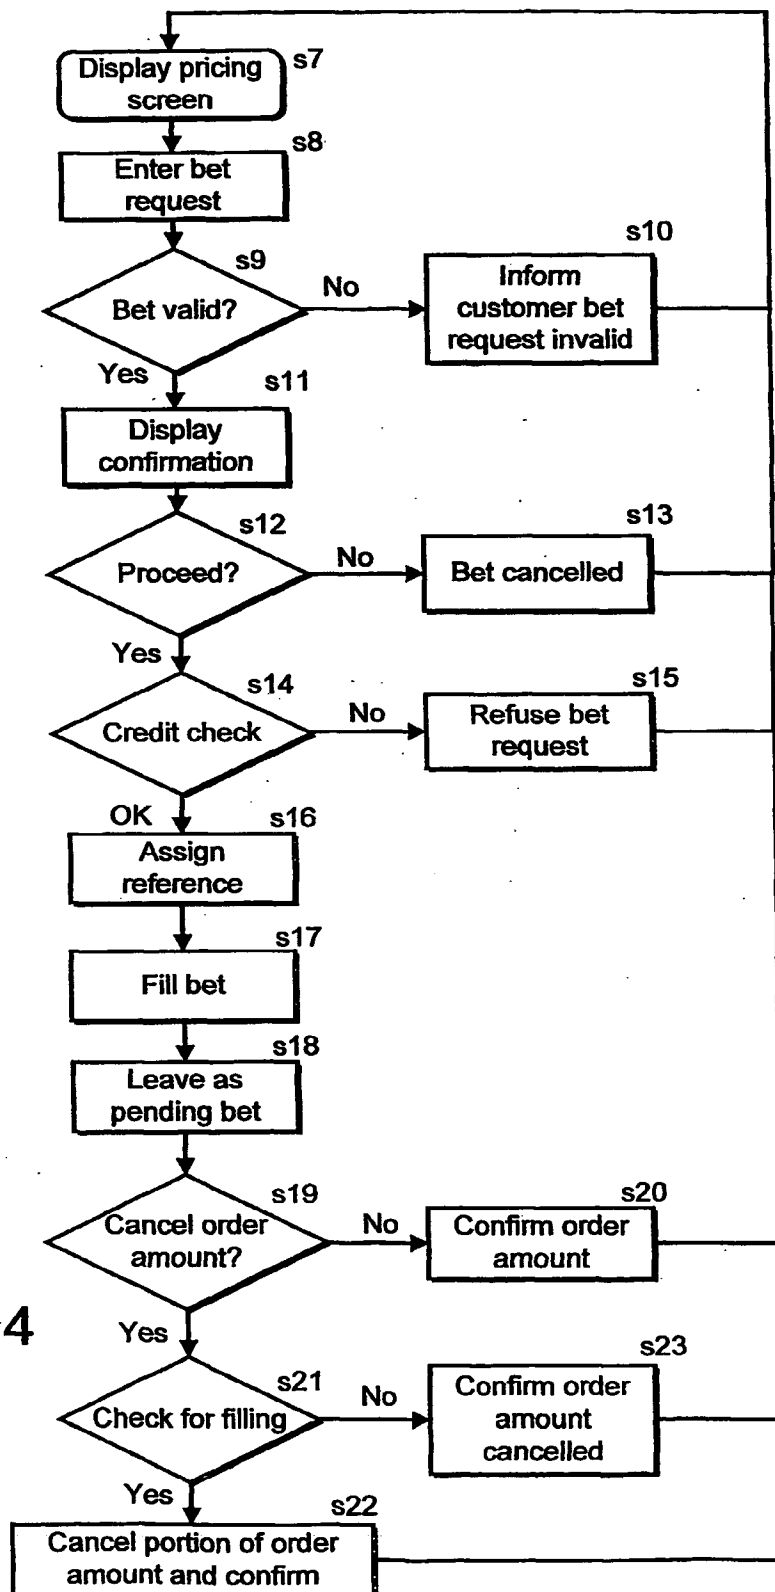 s7
Display pricing
screen
s8
Enter bet
request
s9
Bet valid?
No
s10
Inform
customer bet
request invalid
Yes
s11
Display
confirmation
s12
Proceed?
No
s13
Bet cancelled
Yes
s14
Credit check
No
s15
Refuse bet
request
OK
s16
Assign
reference
s17
Fill bet
s18
Leave as
pending bet
s19
Cancel order
amount?
No
s20
Confirm order
amount
4
Yes
s21
Check for filling
No
s23
Confirm order
amount
cancelled
Yes
s22
Cancel portion of order
amount and confirm